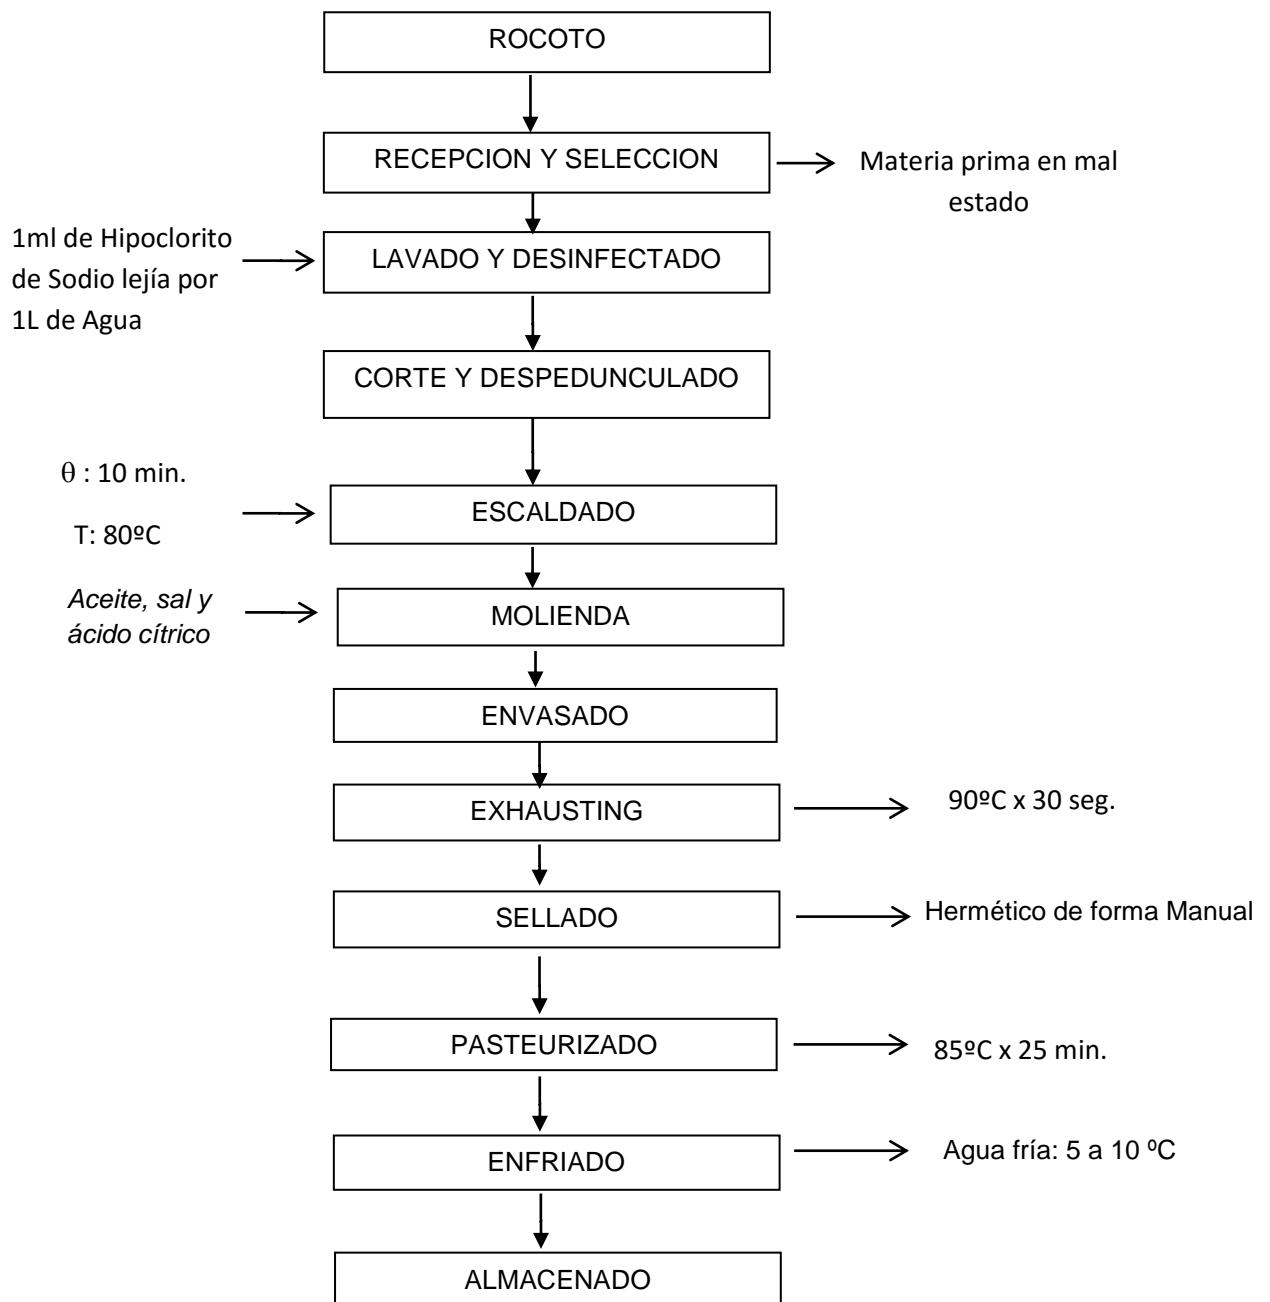 ROCOTO
RECEPCION Y SELECCION
Materia prima en mal
estado
1ml de Hipoclorito
de Sodio lejía por
1L de Agua
LAVADO Y DESINFECTADO
CORTE Y DESPEDUNCULADO
θ : 10 min.
T: 80ºC
ESCALDADO
Aceite, sal y
ácido cítrico
MOLIENDA
ENVASADO
EXHAUSTING
90ºC x 30 seg.
SELLADO
Hermético de forma Manual
PASTEURIZADO
85ºC x 25 min.
ENFRIADO
Agua fría: 5 a 10 ºC
ALMACENADO